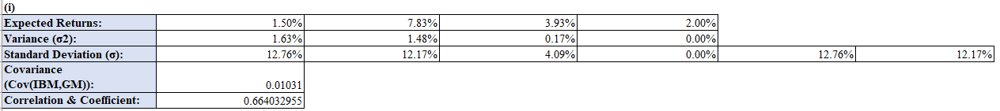 (i)
Expected Returns: 1.50% 7.83% 3.93% 2.00%
Variance (σ2): 1.63% 1.48% 0.17% 0.00%
Standard Deviation (σ): 12.76% 12.17% 4.09% 0.00% 12.76% 12.17%
Covariance
(Cov(IBM,GM)): 0.01031
Correlation & Coefficient: 0.664032955